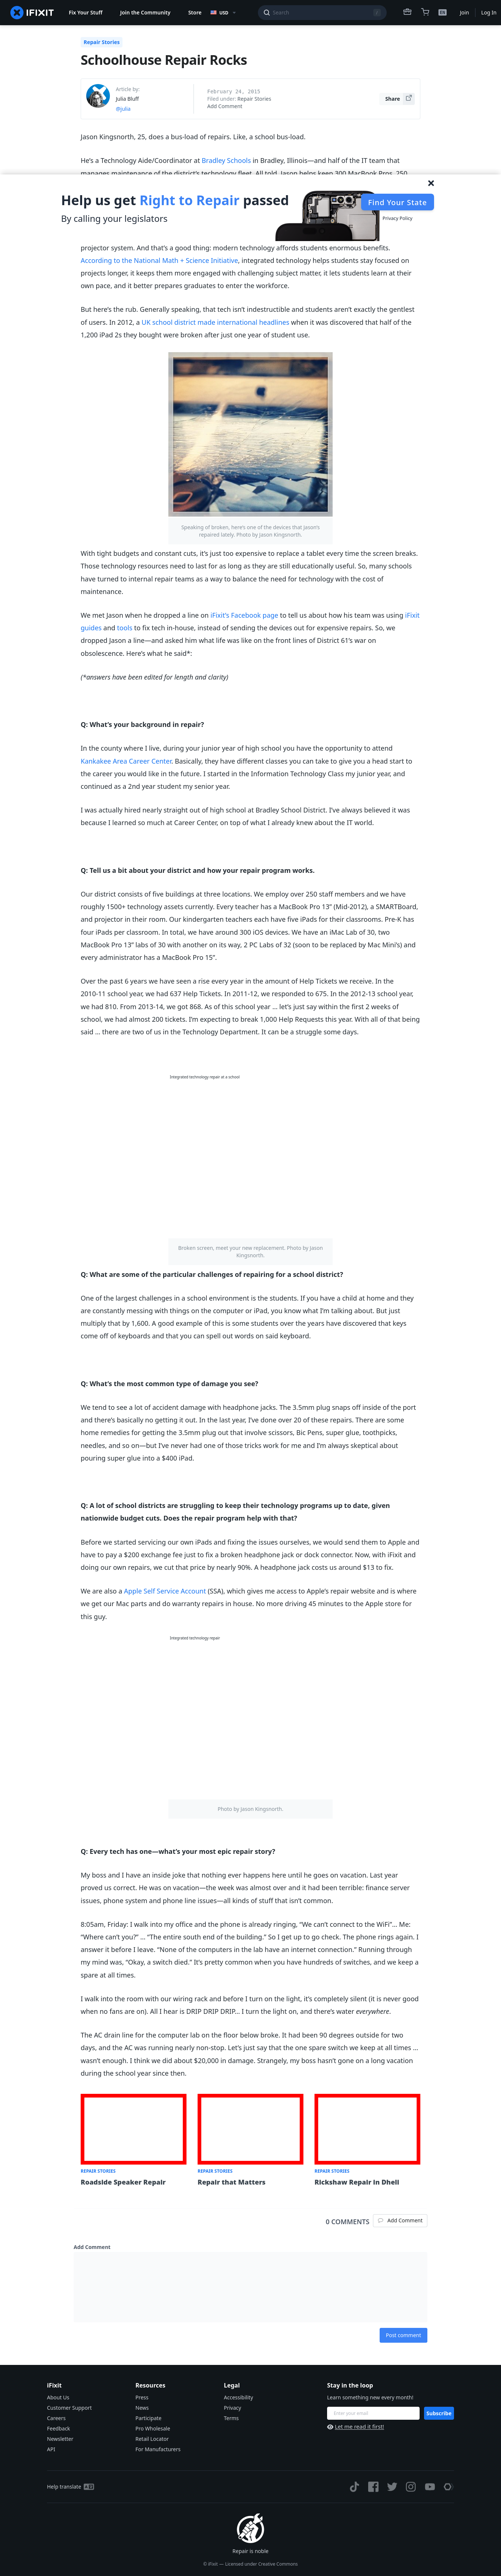 IFIXIT
Fix Your Stuff
Join the Community
Store
USD
Search
/
EN
Join
Log In
Repair Stories
Schoolhouse Repair Rocks
Article by:
Julia Bluff
@julia
February 24, 2015
Filed under: Repair Stories
Add Comment
Share
Jason Kingsnorth, 25, does a bus-load of repairs. Like, a school bus-load.
He's a Technology Aide/Coordinator at Bradley Schools in Bradley, Illinois—and half of the IT team that
manages maintenance of the district's technology fleet. All told, Jason helps keep 300 MacBook Pros, 250
Help us get Right to Repair passed
By calling your legislators
Find Your State
Privacy Policy
projector system. And that's a good thing: modern technology affords students enormous benefits.
According to the National Math + Science Initiative, integrated technology helps students stay focused on
projects longer, it keeps them more engaged with challenging subject matter, it lets students learn at their
own pace, and it better prepares graduates to enter the workforce.
But here's the rub. Generally speaking, that tech isn't indestructible and students aren't exactly the gentlest
of users. In 2012, a UK school district made international headlines when it was discovered that half of the
1,200 iPad 2s they bought were broken after just one year of student use.
Speaking of broken, here's one of the devices that Jason's
repaired lately. Photo by Jason Kingsnorth.
With tight budgets and constant cuts, it's just too expensive to replace a tablet every time the screen breaks.
Those technology resources need to last for as long as they are still educationally useful. So, many schools
have turned to internal repair teams as a way to balance the need for technology with the cost of
maintenance.
We met Jason when he dropped a line on iFixit's Facebook page to tell us about how his team was using iFixit
guides and tools to fix tech in-house, instead of sending the devices out for expensive repairs. So, we
dropped Jason a line—and asked him what life was like on the front lines of District 61's war on
obsolescence. Here's what he said*:
(*answers have been edited for length and clarity)
Q: What's your background in repair?
In the county where I live, during your junior year of high school you have the opportunity to attend
Kankakee Area Career Center. Basically, they have different classes you can take to give you a head start to
the career you would like in the future. I started in the Information Technology Class my junior year, and
continued as a 2nd year student my senior year.
I was actually hired nearly straight out of high school at Bradley School District. I've always believed it was
because I learned so much at Career Center, on top of what I already knew about the IT world.
Q: Tell us a bit about your district and how your repair program works.
Our district consists of five buildings at three locations. We employ over 250 staff members and we have
roughly 1500+ technology assets currently. Every teacher has a MacBook Pro 13" (Mid-2012), a SMARTBoard,
and projector in their room. Our kindergarten teachers each have five iPads for their classrooms. Pre-K has
four iPads per classroom. In total, we have around 300 iOS devices. We have an iMac Lab of 30, two
MacBook Pro 13" labs of 30 with another on its way, 2 PC Labs of 32 (soon to be replaced by Mac Mini's) and
every administrator has a MacBook Pro 15".
Over the past 6 years we have seen a rise every year in the amount of Help Tickets we receive. In the
2010-11 school year, we had 637 Help Tickets. In 2011-12, we responded to 675. In the 2012-13 school year,
we had 810. From 2013-14, we got 868. As of this school year ... let's just say within the first 2 weeks of
school, we had almost 200 tickets. I'm expecting to break 1,000 Help Requests this year. With all of that being
said ... there are two of us in the Technology Department. It can be a struggle some days.
Integrated technology repair at a school
Broken screen, meet your new replacement. Photo by Jason
Kingsnorth.
Q: What are some of the particular challenges of repairing for a school district?
One of the largest challenges in a school environment is the students. If you have a child at home and they
are constantly messing with things on the computer or iPad, you know what I'm talking about. But just
multiply that by 1,600. A good example of this is some students over the years have discovered that keys
come off of keyboards and that you can spell out words on said keyboard.
Q: What's the most common type of damage you see?
We tend to see a lot of accident damage with headphone jacks. The 3.5mm plug snaps off inside of the port
and there's basically no getting it out. In the last year, I've done over 20 of these repairs. There are some
home remedies for getting the 3.5mm plug out that involve scissors, Bic Pens, super glue, toothpicks,
needles, and so on—but I've never had one of those tricks work for me and I'm always skeptical about
pouring super glue into a $400 iPad.
Q: A lot of school districts are struggling to keep their technology programs up to date, given
nationwide budget cuts. Does the repair program help with that?
Before we started servicing our own iPads and fixing the issues ourselves, we would send them to Apple and
have to pay a $200 exchange fee just to fix a broken headphone jack or dock connector. Now, with iFixit and
doing our own repairs, we cut that price by nearly 90%. A headphone jack costs us around $13 to fix.
We are also a Apple Self Service Account (SSA), which gives me access to Apple's repair website and is where
we get our Mac parts and do warranty repairs in house. No more driving 45 minutes to the Apple store for
this guy.
Integrated technology repair
Photo by Jason Kingsnorth.
Q: Every tech has one—what's your most epic repair story?
My boss and I have an inside joke that nothing ever happens here until he goes on vacation. Last year
proved us correct. He was on vacation—the week was almost over and it had been terrible: finance server
issues, phone system and phone line issues—all kinds of stuff that isn't common.
8:05am, Friday: I walk into my office and the phone is already ringing, "We can't connect to the WiFi"... Me:
"Where can't you?" ... "The entire south end of the building." So I get up to go check. The phone rings again. I
answer it before I leave. "None of the computers in the lab have an internet connection." Running through
my mind was, "Okay, a switch died." It's pretty common when you have hundreds of switches, and we keep a
spare at all times.
I walk into the room with our wiring rack and before I turn on the light, it's completely silent (it is never good
when no fans are on). All I hear is DRIP DRIP DRIP... I turn the light on, and there's water everywhere.
The AC drain line for the computer lab on the floor below broke. It had been 90 degrees outside for two
days, and the AC was running nearly non-stop. Let's just say that the one spare switch we keep at all times ...
wasn't enough. I think we did about $20,000 in damage. Strangely, my boss hasn't gone on a long vacation
during the school year since then.
REPAIR STORIES
Roadside Speaker Repair
REPAIR STORIES
Repair that Matters
REPAIR STORIES
Rickshaw Repair in Dheli
0 COMMENTS
Add Comment
Add Comment
Post comment
iFixit
About Us
Customer Support
Careers
Feedback
Newsletter
API
Resources
Press
News
Participate
Pro Wholesale
Retail Locator
For Manufacturers
Legal
Accessibility
Privacy
Terms
Stay in the loop
Learn something new every month!
Enter your email
Subscribe
Let me read it first!
Help translate
Repair is noble
© iFixit — Licensed under Creative Commons